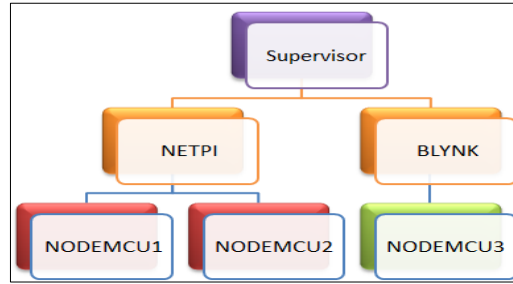 Supervisor
NETPI
BLYNK
NODEMCU1
NODEMCU2
NODEMCU3